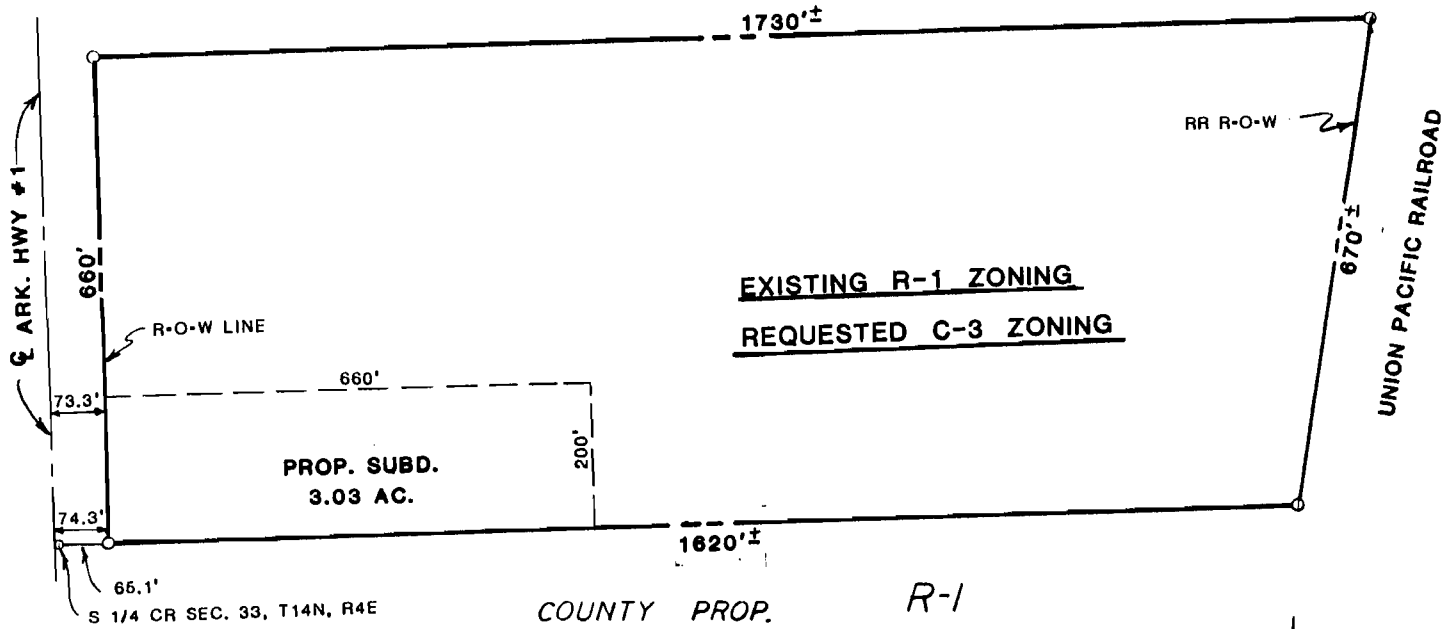 1730'±
RR R-O-W
℄ ARK. HWY #1
660'
670'±
UNION PACIFIC RAILROAD
EXISTING R-1 ZONING
REQUESTED C-3 ZONING
R-O-W LINE
660'
73.3'
200'
PROP. SUBD.
3.03 AC.
74.3'
1620'±
65.1'
S 1/4 CR SEC. 33, T14N, R4E
COUNTY PROP.
R-1